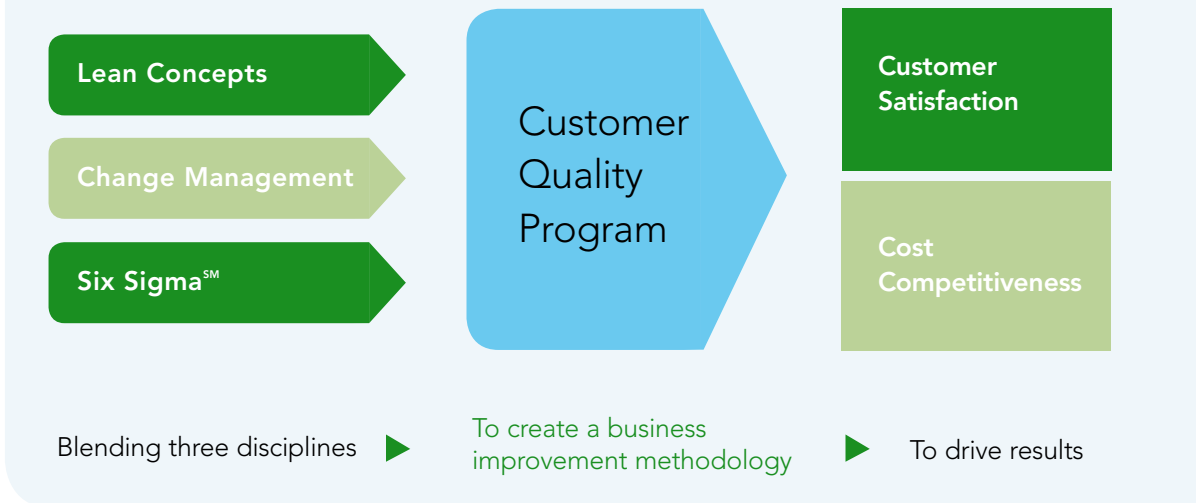 Lean Concepts
Change Management
Six Sigma℠
Customer
Quality
Program
Customer
Satisfaction
Cost
Competitiveness
Blending three disciplines
To create a business
improvement methodology
To drive results